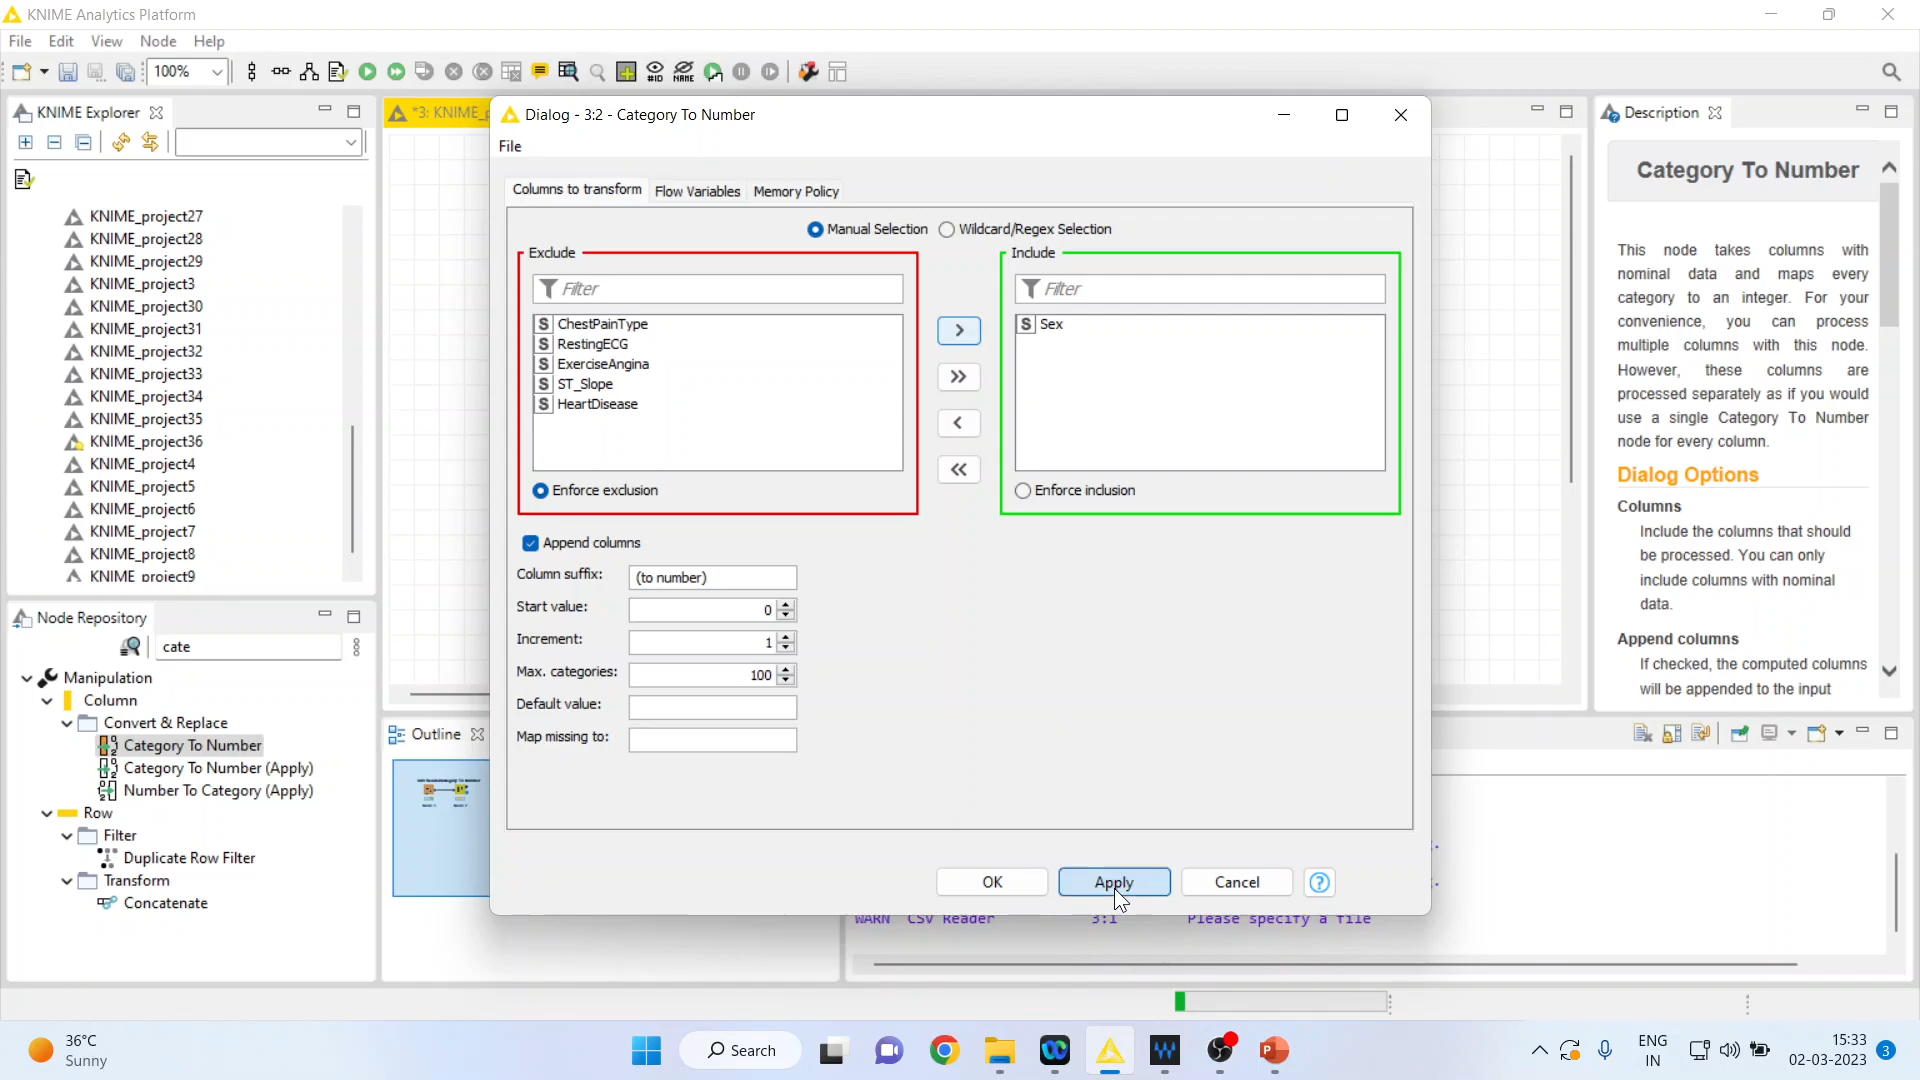 KNIME Analytics Platform
File Edit View Node Help
100%
#ID
NAME
KNIME Explorer
KNIME_project27
KNIME_project28
KNIME_project29
KNIME_project3
KNIME_project30
KNIME_project31
KNIME_project32
KNIME_project33
KNIME_project34
KNIME_project35
KNIME_project36
KNIME_project4
KNIME_project5
KNIME_project6
KNIME_project7
KNIME_project8
KNIME_project9
Node Repository
cate
Manipulation
Column
Convert & Replace
Category To Number
Category To Number (Apply)
Number To Category (Apply)
Row
Filter
Duplicate Row Filter
Transform
Concatenate
*3: KNIME_p
Outline
Dialog - 3:2 - Category To Number
File
Columns to transform Flow Variables Memory Policy
Manual Selection Wildcard/Regex Selection
Exclude
Filter
S ChestPainType
S RestingECG
S ExerciseAngina
S ST_Slope
S HeartDisease
Enforce exclusion
Include
Filter
S Sex
Enforce inclusion
Append columns
Column suffix: (to number)
Start value: 0
Increment: 1
Max. categories: 100
Default value:
Map missing to:
OK Apply Cancel
WARN CSV Reader 3:1 Please specify a file
Description
Category To Number
This node takes columns with
nominal data and maps every
category to an integer. For your
convenience, you can process
multiple columns with this node.
However, these columns are
processed separately as if you would
use a single Category To Number
node for every column.
Dialog Options
Columns
Include the columns that should
be processed. You can only
include columns with nominal
data.
Append columns
If checked, the computed columns
will be appended to the input
36°C
Sunny
Search
ENG
IN
15:33
02-03-2023
3